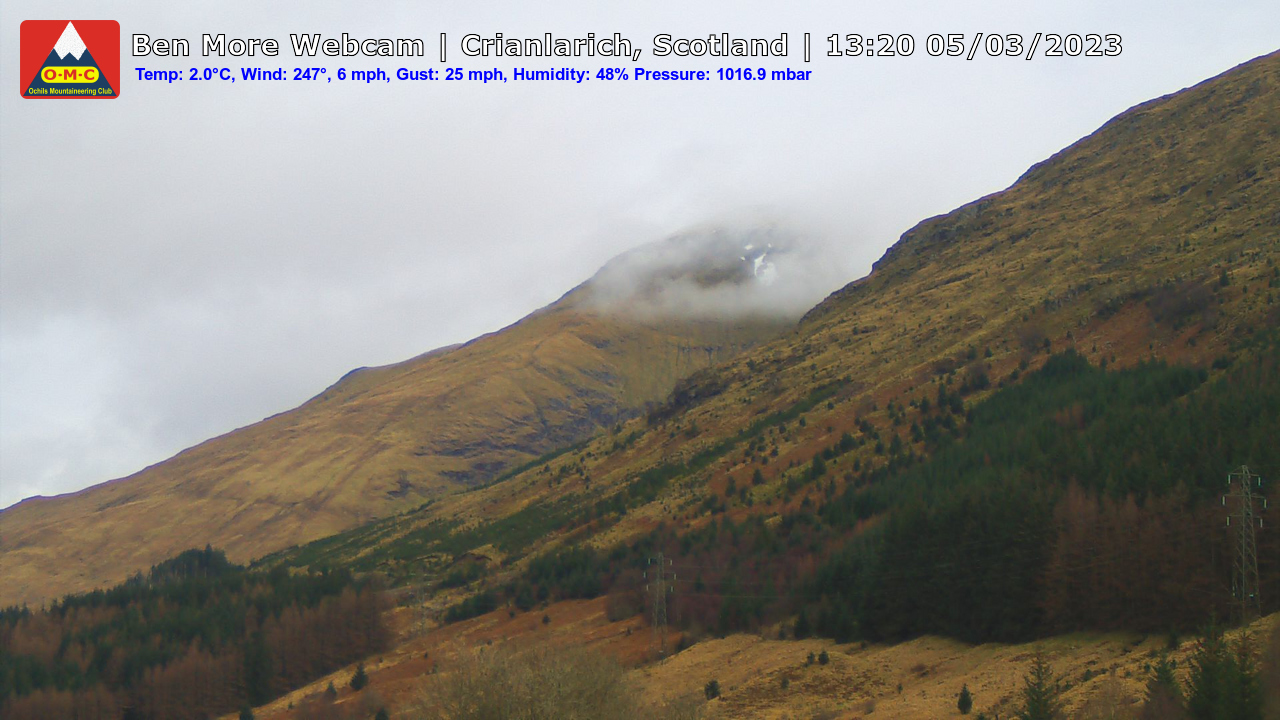 Ben More Webcam | Crianlarich, Scotland | 13:20 05/03/2023
Temp: 2.0°C, Wind: 247°, 6 mph, Gust: 25 mph, Humidity: 48% Pressure: 1016.9 mbar
O·M·C
Ochils Mountaineering Club